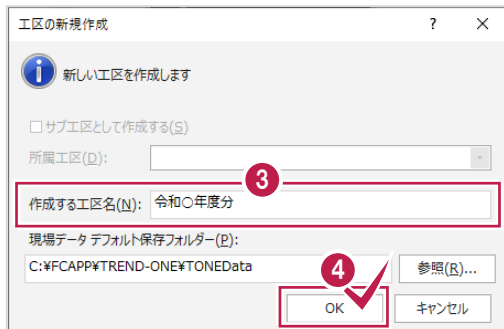 工区の新規作成 ?
新しい工区を作成します
サブ工区として作成する(S)
所属工区(D):
3
作成する工区名(N): 令和○年度分
現場データ デフォルト保存フォルダー(P):
C:¥FCAPP¥TREND-ONE¥TONEData 参照(R)...
4
OK キャンセル